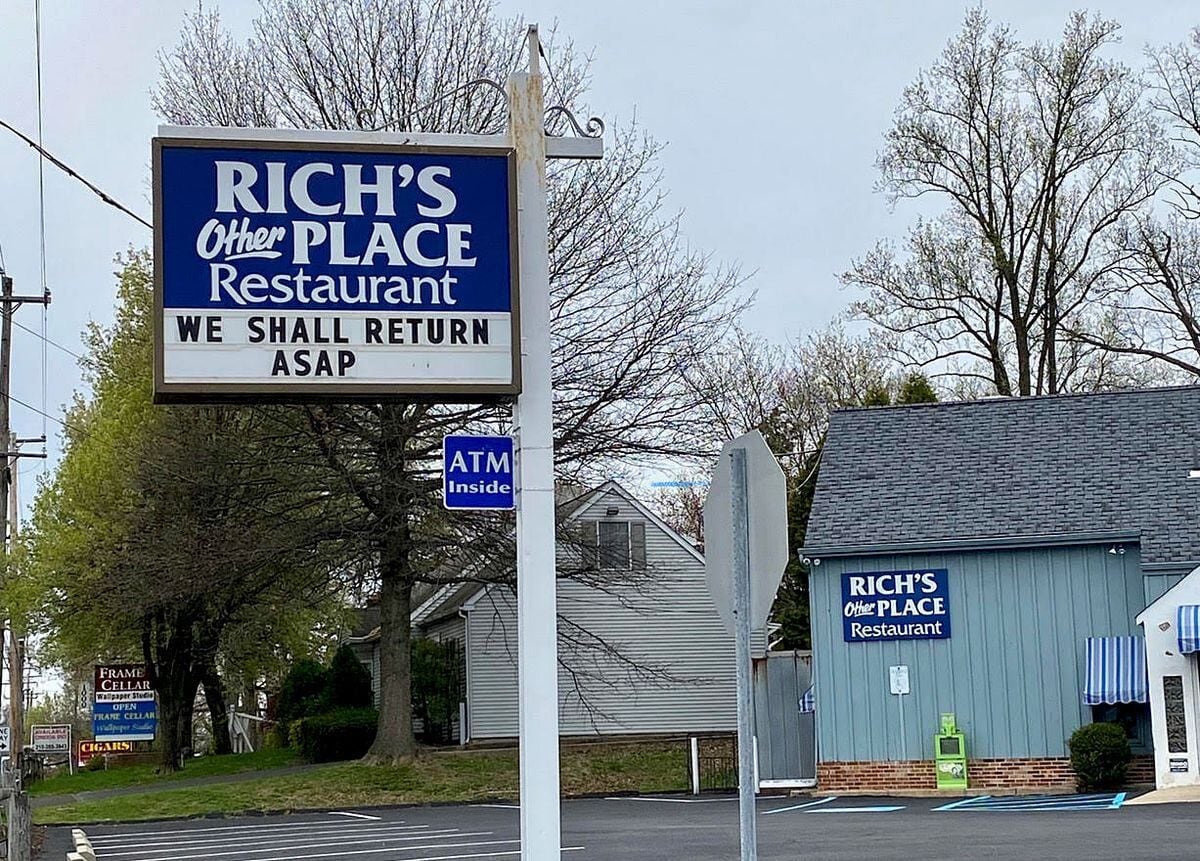 RICH'S
Other PLACE
Restaurant
WE SHALL RETURN
ASAP
ATM
Inside
RICH'S
Other PLACE
Restaurant
FRAME
CELLAR
Wallpaper Studio
OPEN
FRAME CELLAR
Wallpaper Studio
CIGARS
AVAILABLE